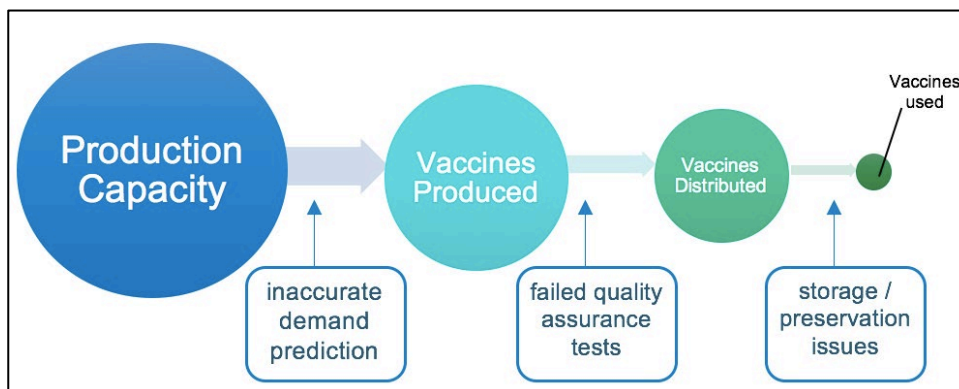 Production
Capacity
Vaccines
Produced
Vaccines
Distributed
Vaccines
used
inaccurate
demand
prediction
failed quality
assurance
tests
storage /
preservation
issues